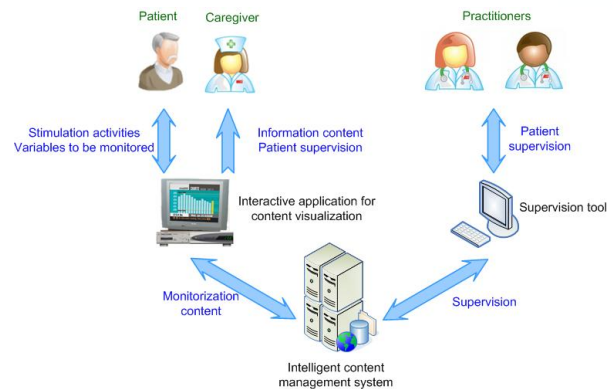 Patient
Caregiver
Practitioners
Stimulation activities
Variables to be monitored
Information content
Patient supervision
Patient
supervision
Interactive application for
content visualization
Supervision tool
Monitorization
content
Supervision
Intelligent content
management system